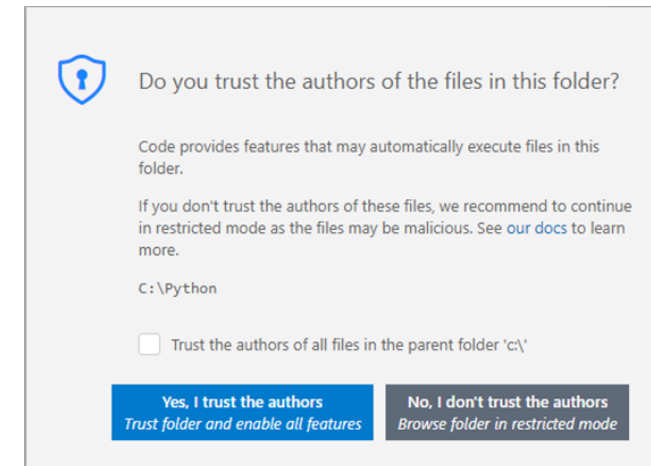 Do you trust the authors of the files in this folder?
Code provides features that may automatically execute files in this
folder.
If you don't trust the authors of these files, we recommend to continue
in restricted mode as the files may be malicious. See our docs to learn
more.
C:\Python
Trust the authors of all files in the parent folder 'c:\'
Yes, I trust the authors
Trust folder and enable all features
No, I don't trust the authors
Browse folder in restricted mode